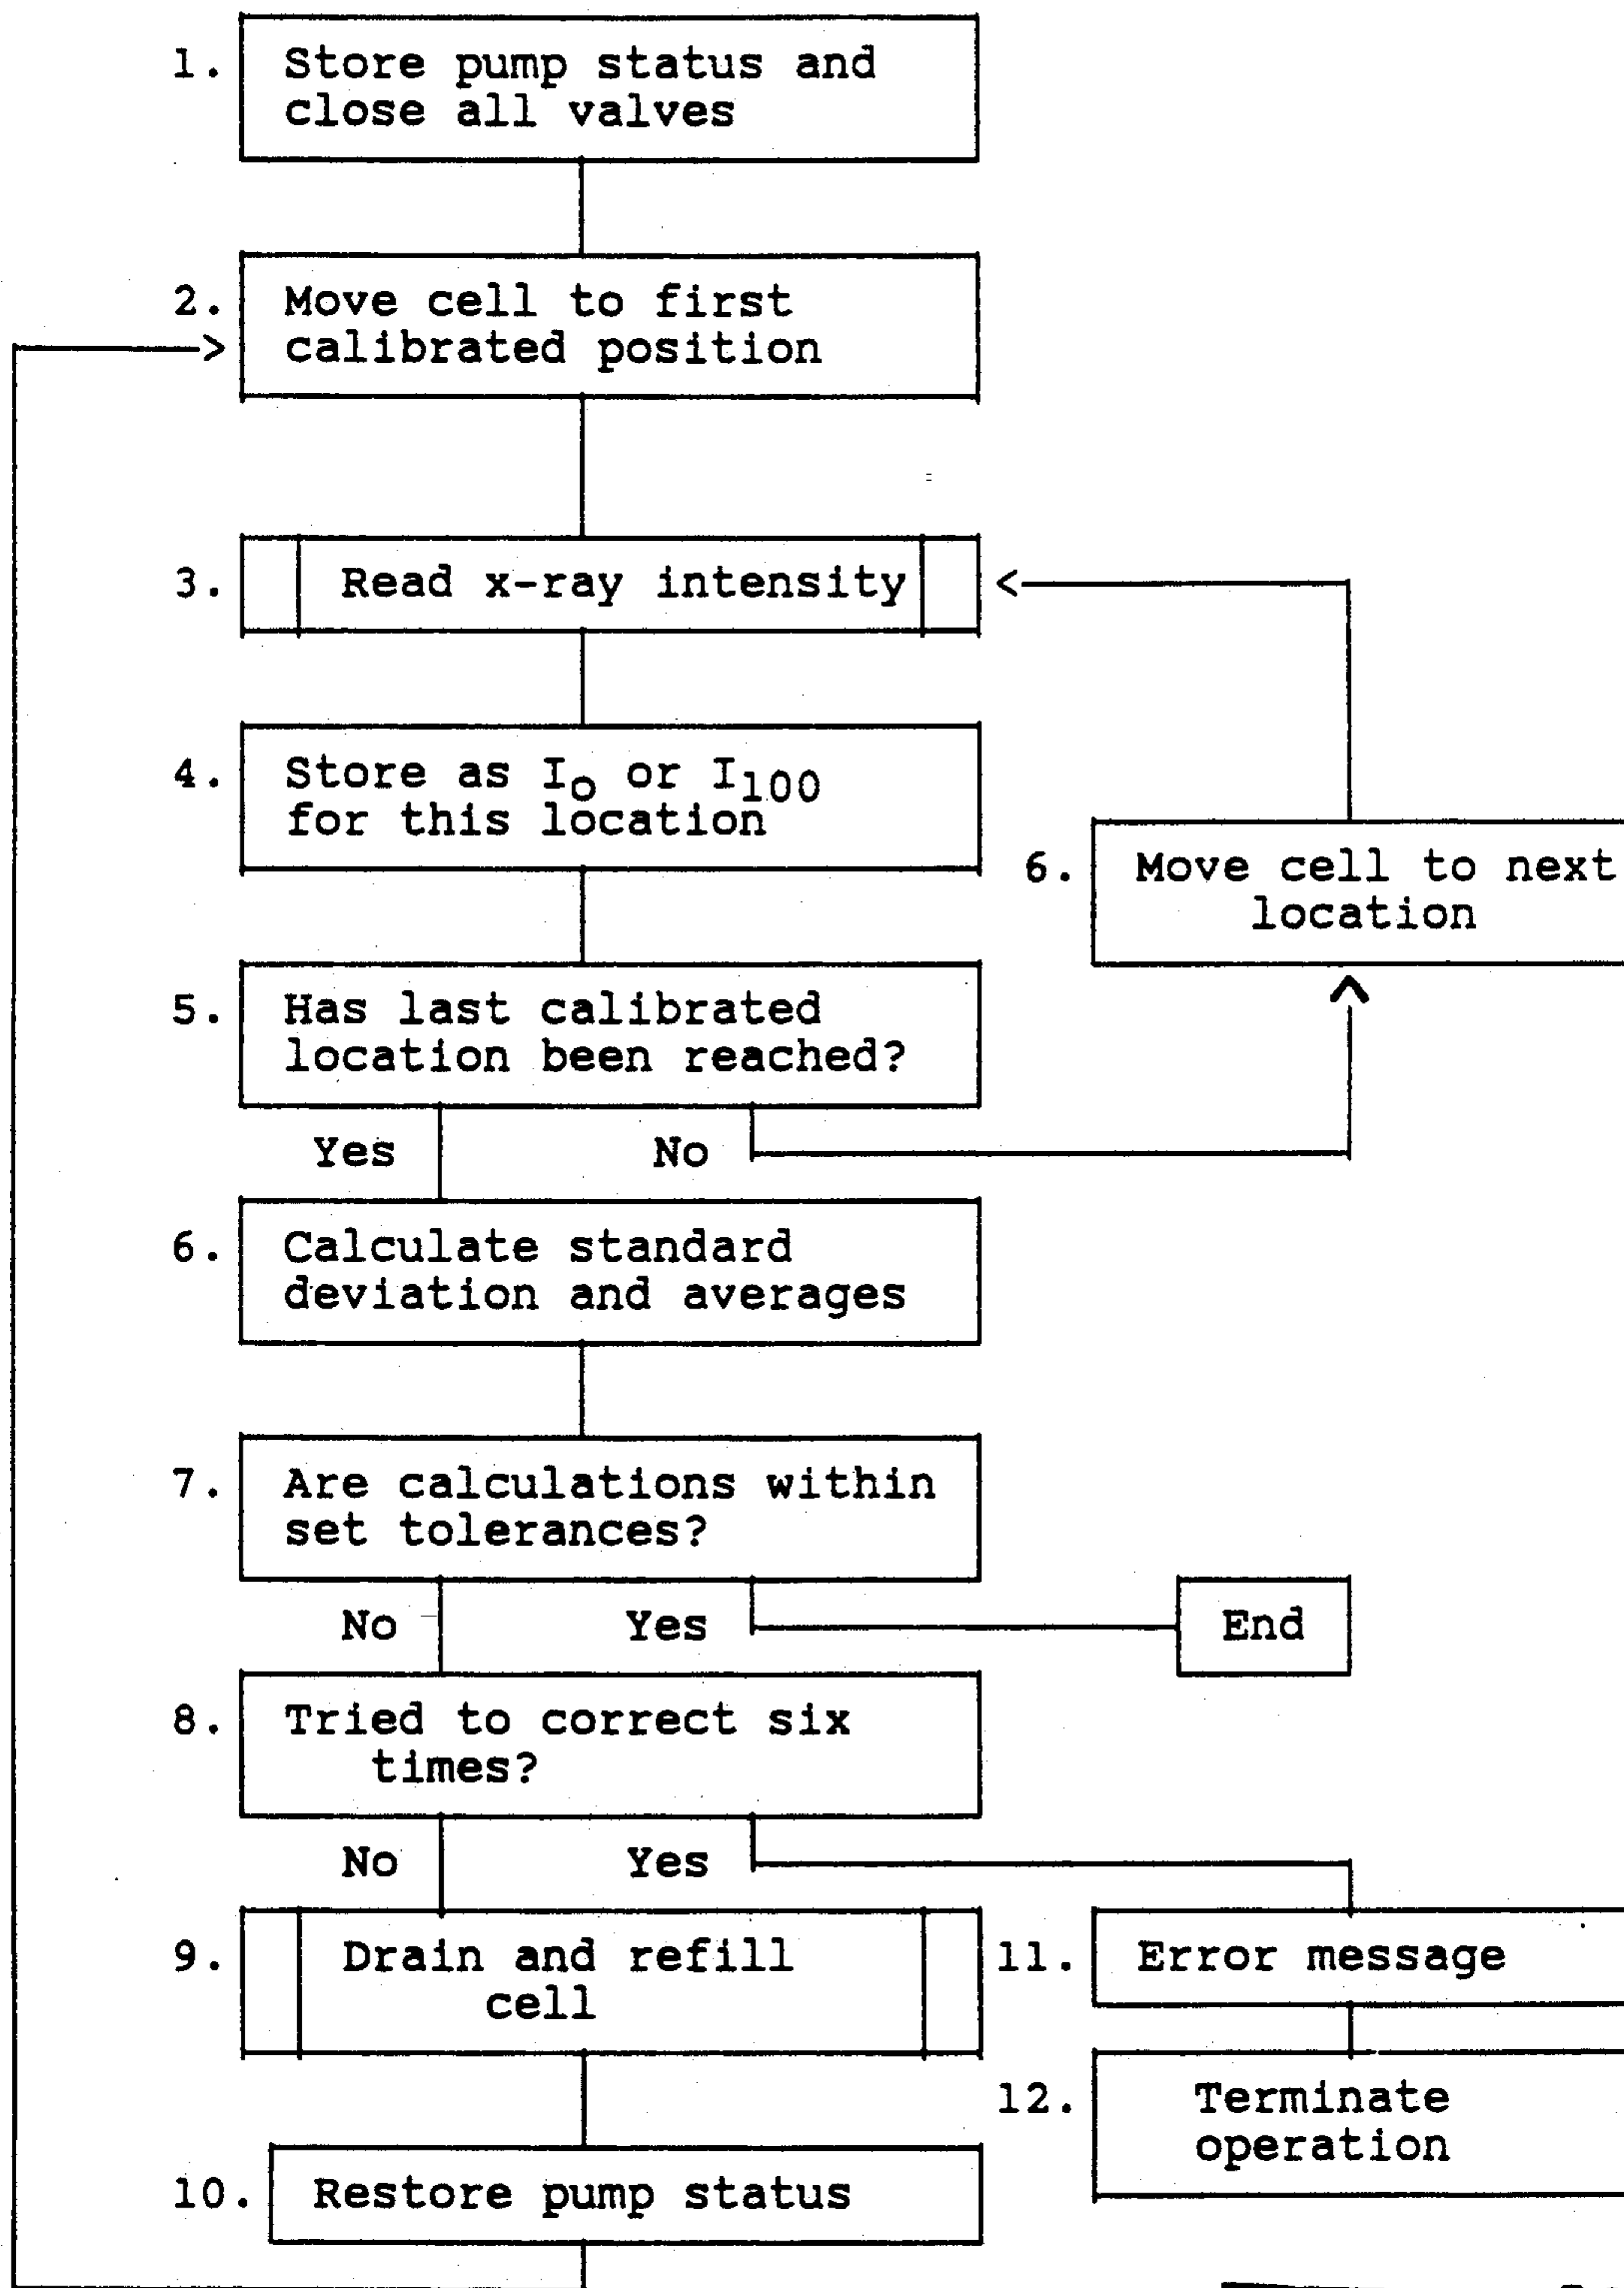 1. Store pump status and
close all valves
2. Move cell to first
calibrated position
>
3. Read x-ray intensity
<
4. Store as I₀ or I₁₀₀
for this location
6. Move cell to next
location
5. Has last calibrated
location been reached?
Yes No
6. Calculate standard
deviation and averages
7. Are calculations within
set tolerances?
No Yes
End
8. Tried to correct six
times?
No Yes
9. Drain and refill
cell
11. Error message
12. Terminate
operation
10. Restore pump status